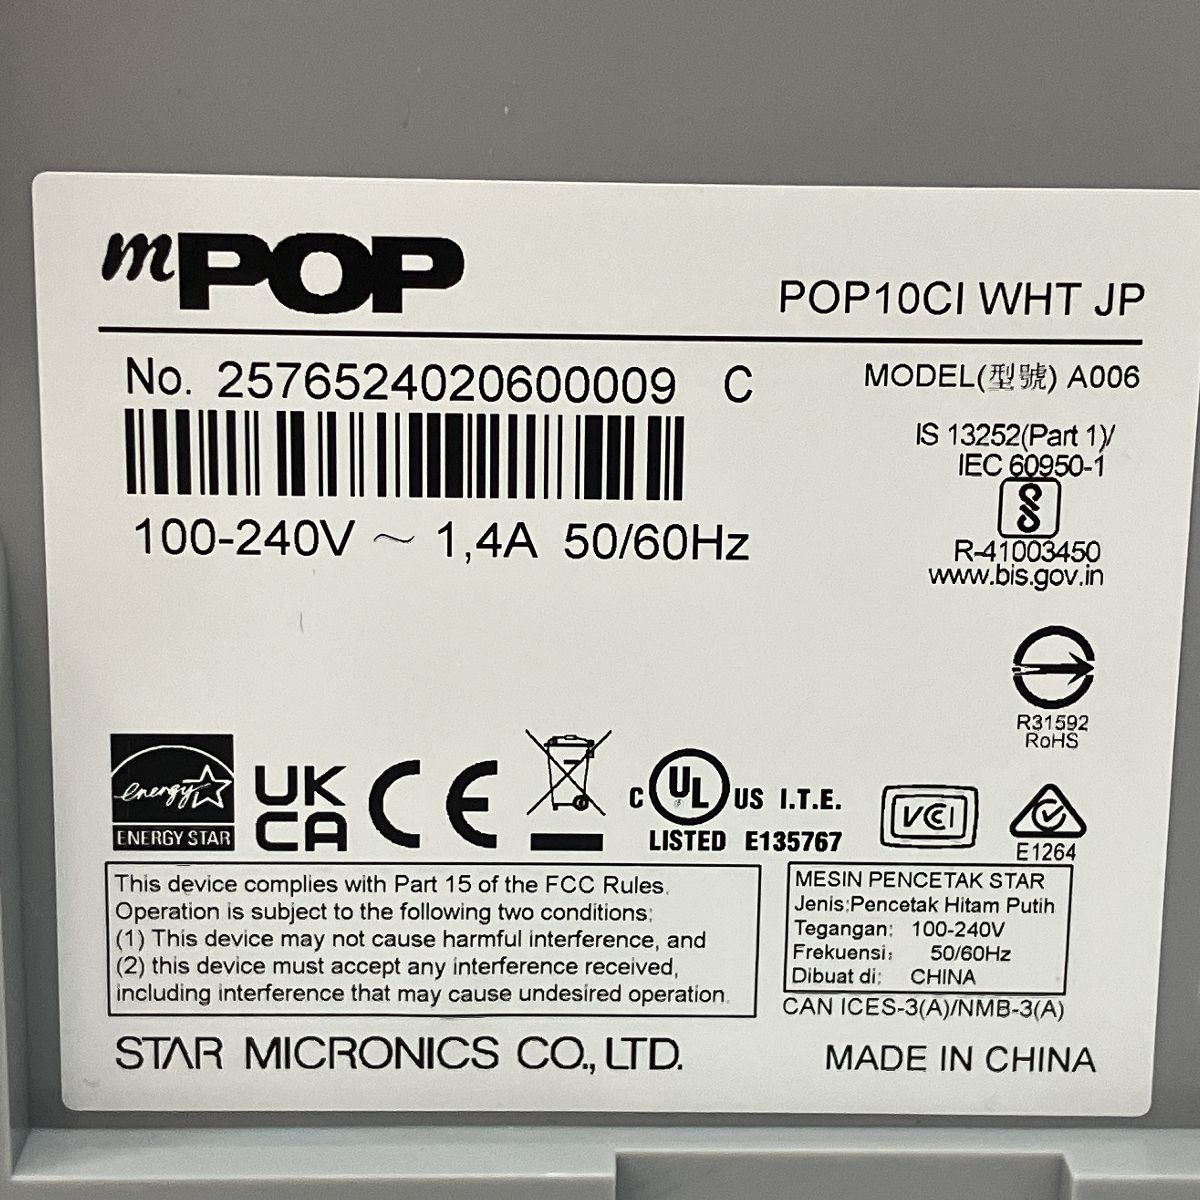 mPOP
POP10CI WHT JP
No. 2576524020600009 C
MODEL(型號) A006
IS 13252(Part 1)/
IEC 60950-1
100-240V ～ 1,4A 50/60Hz
R-41003450
www.bis.gov.in
R31592
RoHS
energy
ENERGY STAR
UK
CA
CE
C UL US I.T.E.
LISTED E135767
VCI
E1264
This device complies with Part 15 of the FCC Rules.
Operation is subject to the following two conditions:
(1) This device may not cause harmful interference, and
(2) this device must accept any interference received,
including interference that may cause undesired operation.
MESIN PENCETAK STAR
Jenis:Pencetak Hitam Putih
Tegangan: 100-240V
Frekuensi: 50/60Hz
Dibuat di: CHINA
CAN ICES-3(A)/NMB-3(A)
STAR MICRONICS CO., LTD.
MADE IN CHINA